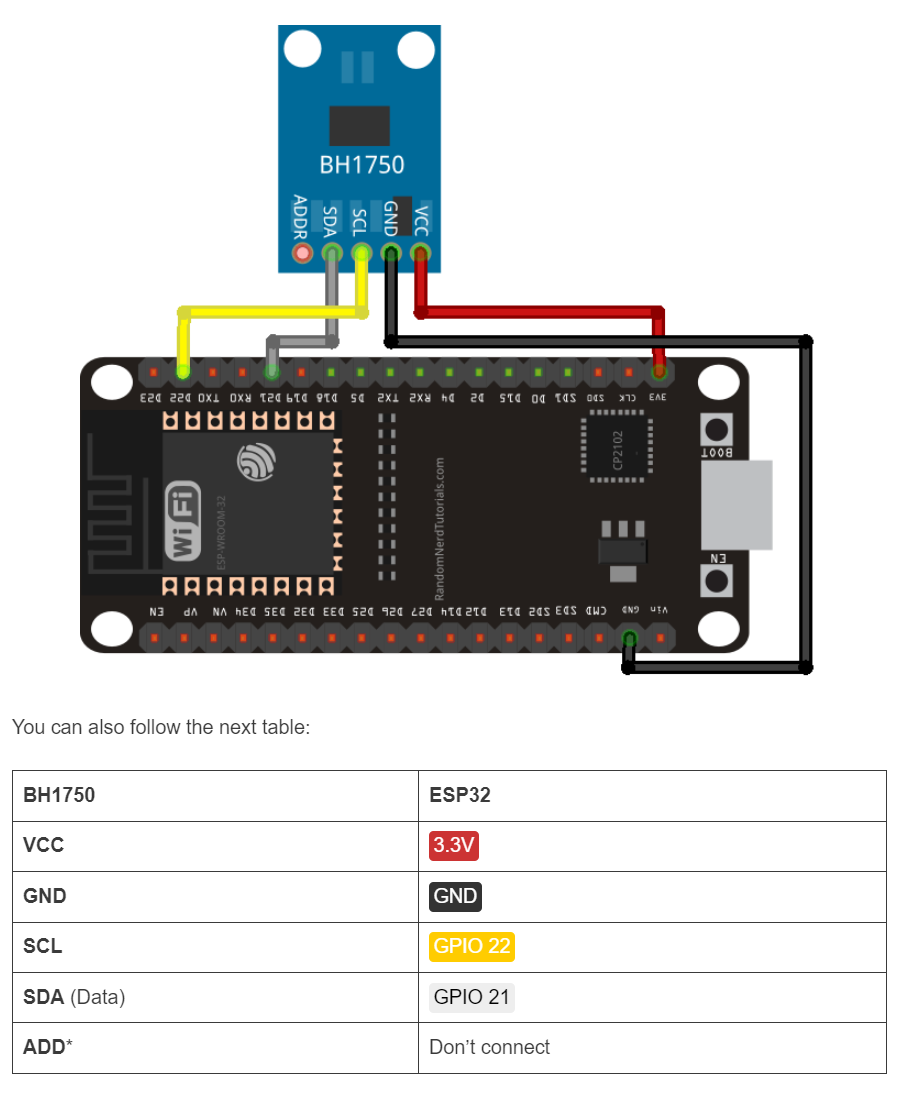 BH1750
ADDR
SDA
SCL
GND
VCC
D23 D22 TX0 RX0 D21 D19 D18 D5 TX2 RX2 D4 D2 D15 D0 SD1 SD0 CLK 3V3
CP2102
BOOT
WiFi
ESP-WROOM-32
RandomNerdTutorials.com
EN
EN VP VN D34 D35 D32 D33 D25 D26 D27 D14 D12 D13 SD2 SD3 CMD GND Vin
You can also follow the next table:
BH1750 ESP32
VCC 3.3V
GND GND
SCL GPIO 22
SDA (Data) GPIO 21
ADD* Don’t connect